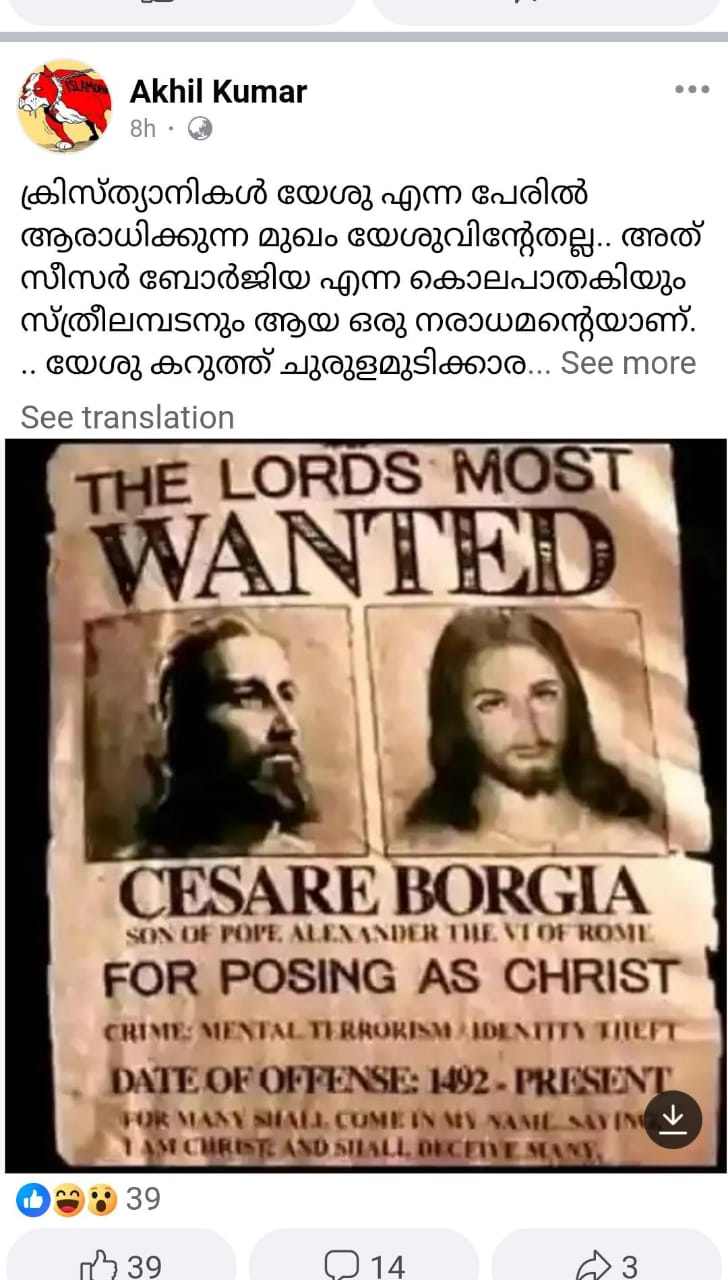 ISLAMOPH
Akhil Kumar
8h ·
ക്രിസ്ത്യാനികൾ യേശു എന്ന പേരിൽ
ആരാധിക്കുന്ന മുഖം യേശുവിന്റേതല്ല.. അത്
സീസർ ബോർജിയ എന്ന കൊലപാതകിയും
സ്ത്രീലമ്പടനും ആയ ഒരു നരാധമന്റെയാണ്.
.. യേശു കറുത്ത് ചുരുളമുടിക്കാര... See more
See translation
THE LORDS MOST
WANTED
CESARE BORGIA
SON OF POPE ALEXANDER THE VI OF ROME
FOR POSING AS CHRIST
CRIME: MENTAL TERRORISM / IDENTITY THEFT
DATE OF OFFENSE: 1492 - PRESENT
FOR MANY SHALL COME IN MY NAME SAYING
I AM CHRIST: AND SHALL DECEIVE MANY.
39
39
14
3